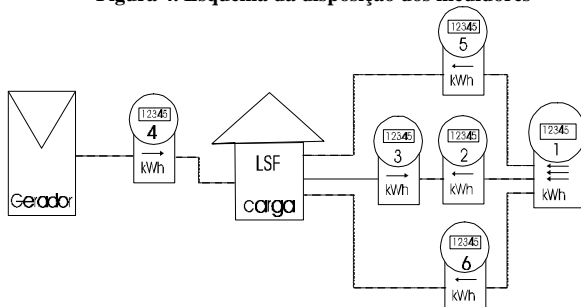 Figura 4. Esquema da disposição dos medidores
12345
5
kWh
12345
4
kWh
Gerador
LSF
carga
12345
3
kWh
12345
2
kWh
12345
1
kWh
12345
6
kWh